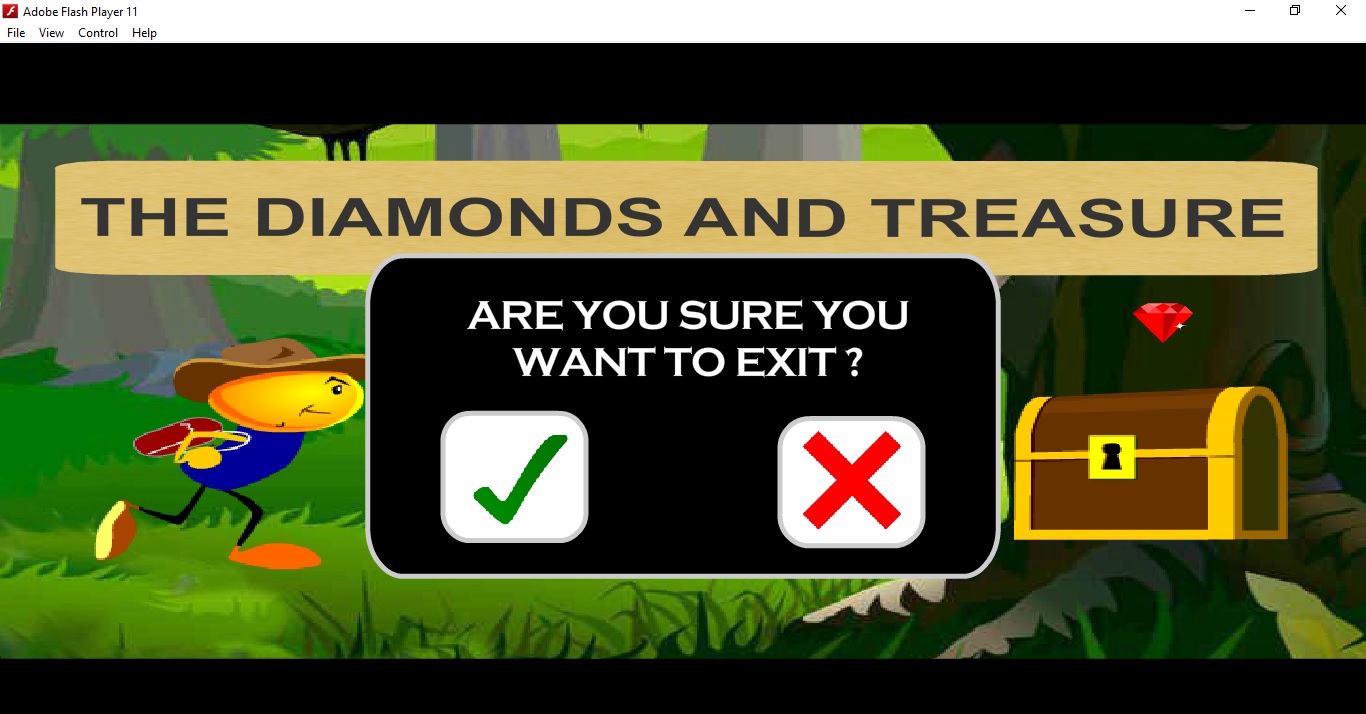 Adobe Flash Player 11
File View Control Help
THE DIAMONDS AND TREASURE
ARE YOU SURE YOU
WANT TO EXIT ?